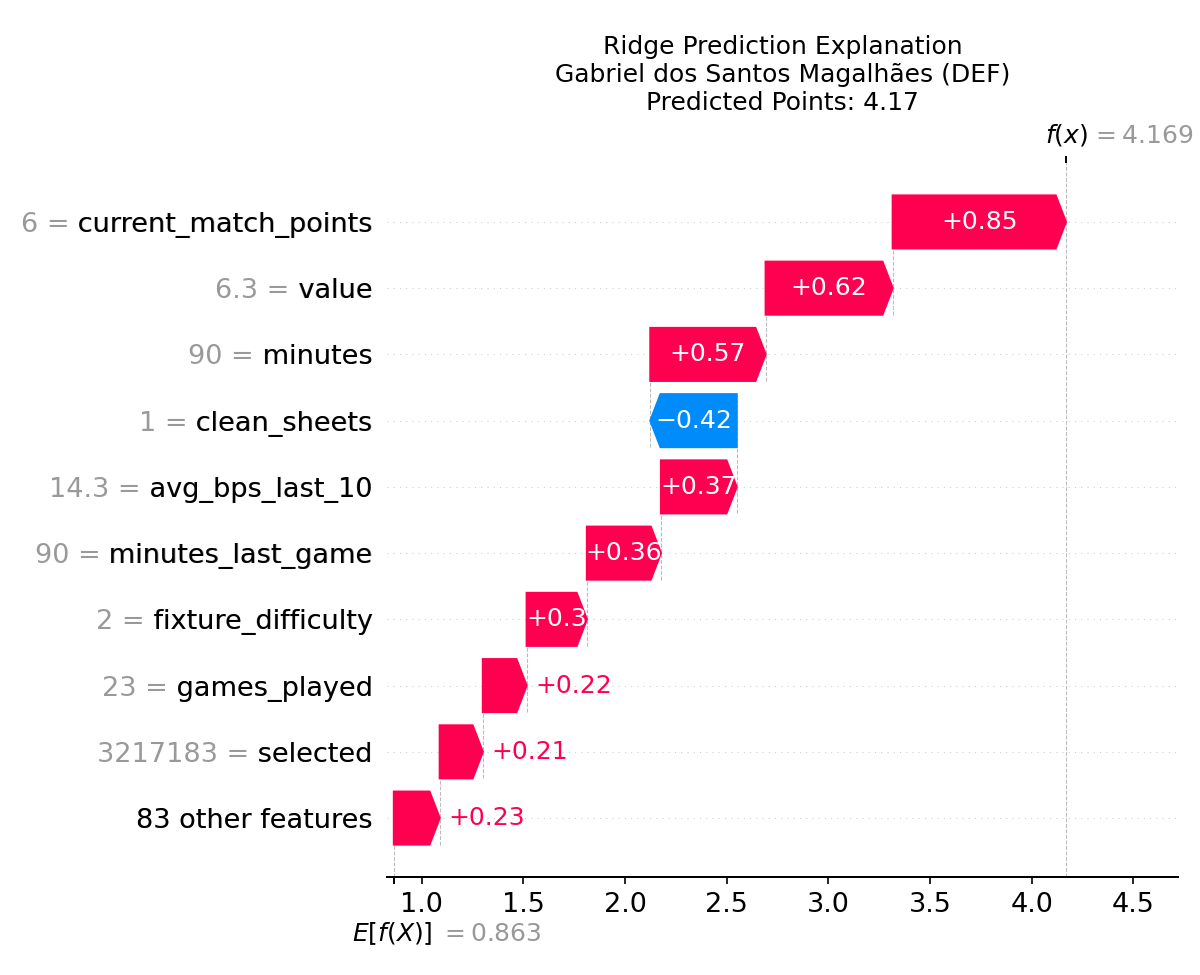 Ridge Prediction Explanation
Gabriel dos Santos Magalhães (DEF)
Predicted Points: 4.17
f(x) = 4.169
6 = current_match_points +0.85
6.3 = value +0.62
90 = minutes +0.57
1 = clean_sheets −0.42
14.3 = avg_bps_last_10 +0.37
90 = minutes_last_game +0.36
2 = fixture_difficulty +0.3
23 = games_played +0.22
3217183 = selected +0.21
83 other features +0.23
1.0 1.5 2.0 2.5 3.0 3.5 4.0 4.5
E[f(X)] = 0.863